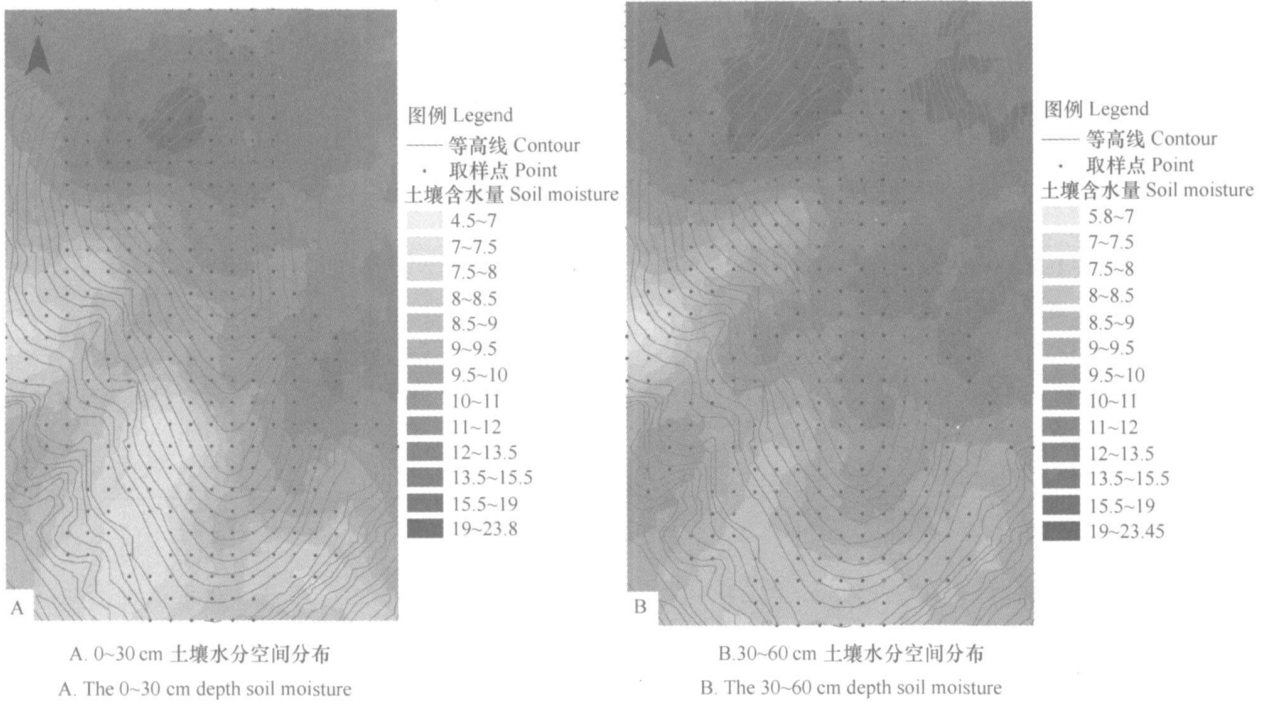 N
图例 Legend
等高线 Contour
取样点 Point
土壤含水量 Soil moisture
4.5~7
7~7.5
7.5~8
8~8.5
8.5~9
9~9.5
9.5~10
10~11
11~12
12~13.5
13.5~15.5
15.5~19
19~23.8
A
A. 0~30 cm 土壤水分空间分布
A. The 0~30 cm depth soil moisture
N
图例 Legend
等高线 Contour
取样点 Point
土壤含水量 Soil moisture
5.8~7
7~7.5
7.5~8
8~8.5
8.5~9
9~9.5
9.5~10
10~11
11~12
12~13.5
13.5~15.5
15.5~19
19~23.45
B
B.30~60 cm 土壤水分空间分布
B. The 30~60 cm depth soil moisture